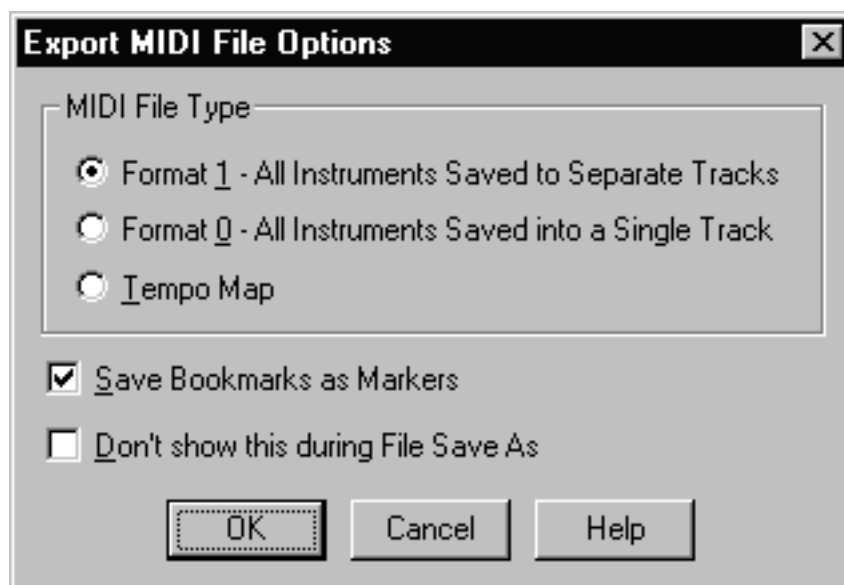 Export MIDI File Options
MIDI File Type
Format 1 - All Instruments Saved to Separate Tracks
Format 0 - All Instruments Saved into a Single Track
Tempo Map
Save Bookmarks as Markers
Don't show this during File Save As
OK Cancel Help